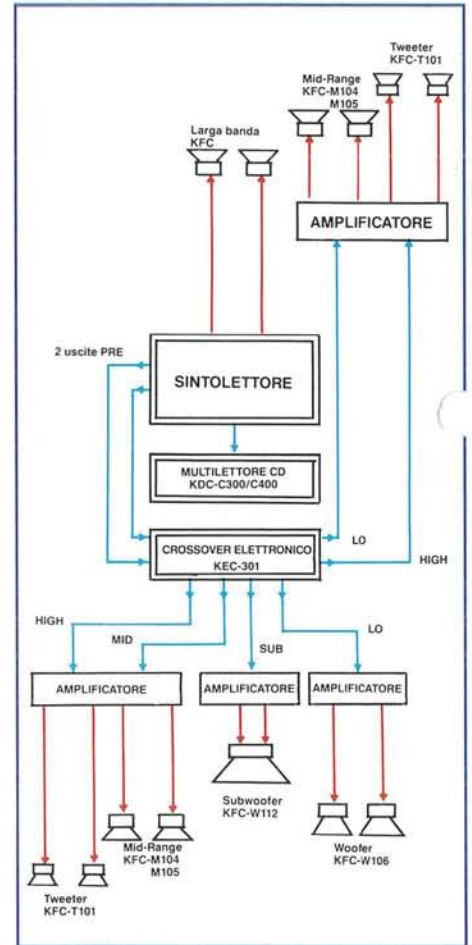 Tweeter
KFC-T101
Mid-Range
KFC-M104
M105
Larga banda
KFC
AMPLIFICATORE
2 uscite PRE
SINTOLETTORE
MULTILETTORE CD
KDC-C300/C400
LO
CROSSOVER ELETTRONICO
KEC-301
HIGH
HIGH
MID
SUB
LO
AMPLIFICATORE
AMPLIFICATORE
AMPLIFICATORE
Subwoofer
KFC-W112
Mid-Range
KFC-M104
M105
Woofer
KFC-W106
Tweeter
KFC-T101